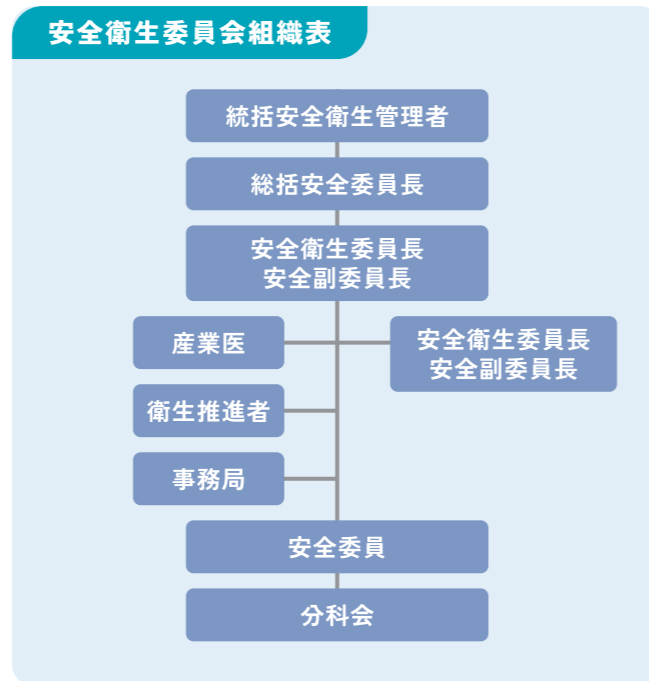 安全衛生委員会組織表
統括安全衛生管理者
総括安全委員長
安全衛生委員長
安全副委員長
産業医
安全衛生委員長
安全副委員長
衛生推進者
事務局
安全委員
分科会